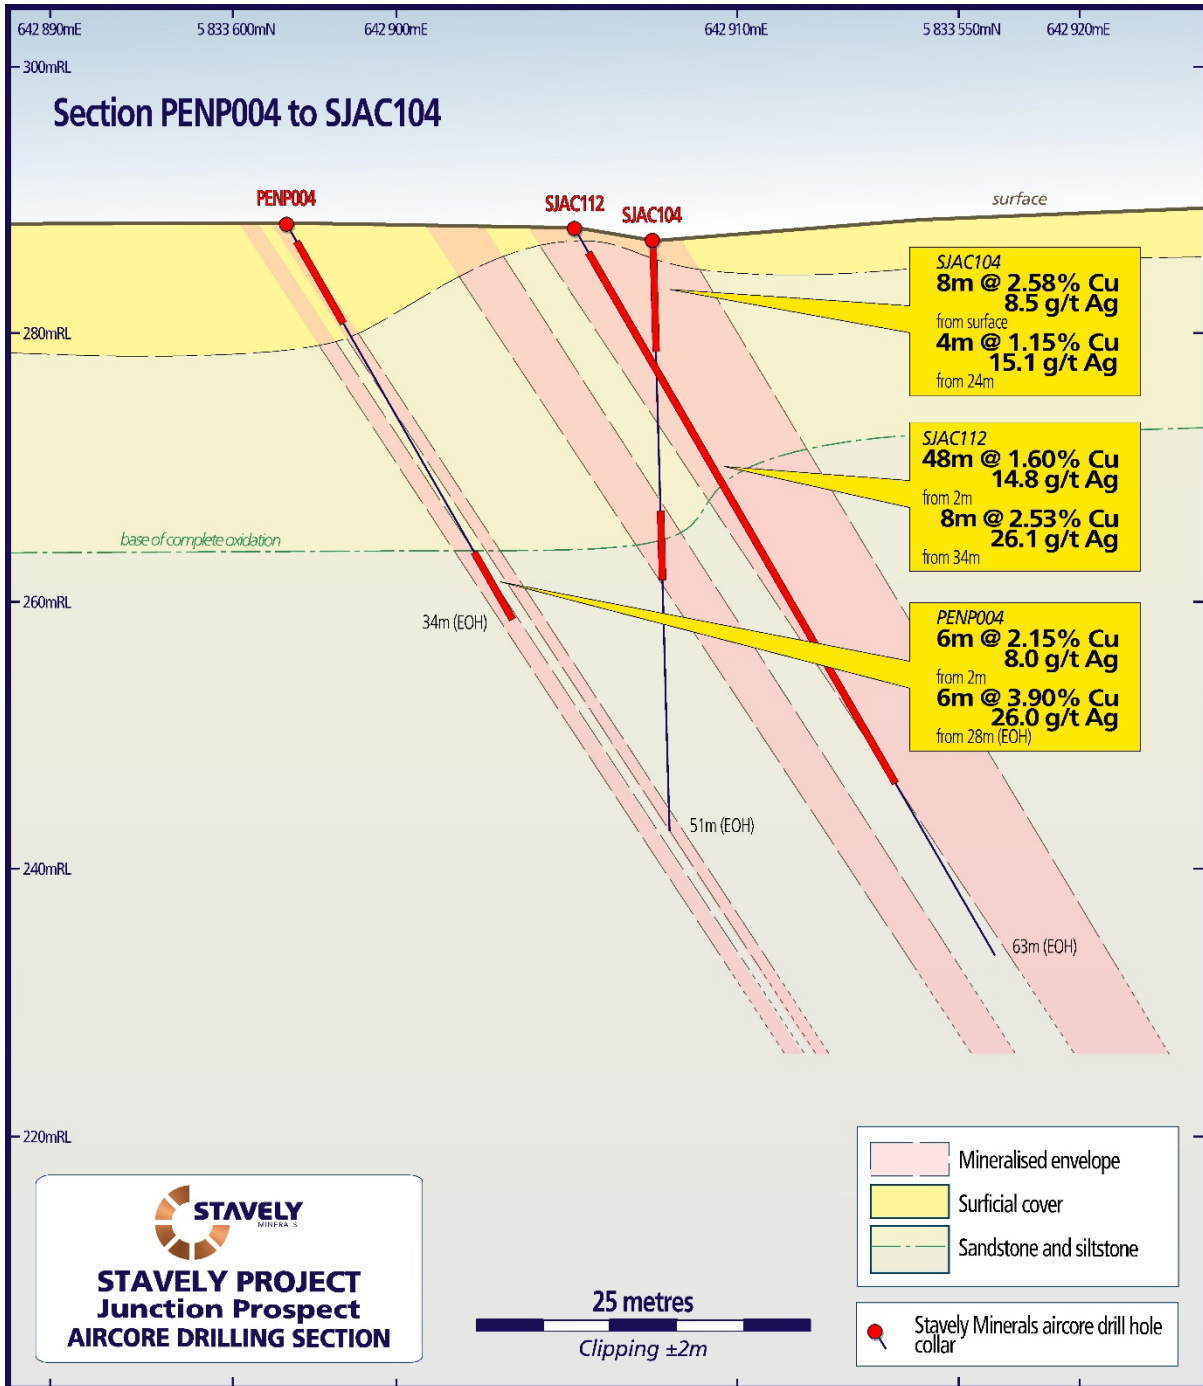 642 890mE
5 833 600mN
642 900mE
642 910mE
5 833 550mN
642 920mE
300mRL
Section PENP004 to SJAC104
PENP004
SJAC112
SJAC104
surface
SJAC104
8m @ 2.58% Cu
8.5 g/t Ag
from surface
4m @ 1.15% Cu
15.1 g/t Ag
from 24m
280mRL
SJAC112
48m @ 1.60% Cu
14.8 g/t Ag
from 2m
8m @ 2.53% Cu
26.1 g/t Ag
from 34m
base of complete oxidation
260mRL
34m (EOH)
PENP004
6m @ 2.15% Cu
8.0 g/t Ag
from 2m
6m @ 3.90% Cu
26.0 g/t Ag
from 28m (EOH)
51m (EOH)
240mRL
63m (EOH)
220mRL
Mineralised envelope
Surficial cover
Sandstone and siltstone
STAVELY
MINERALS
STAVELY PROJECT
Junction Prospect
AIRCORE DRILLING SECTION
25 metres
Clipping ±2m
Stavely Minerals aircore drill hole
collar